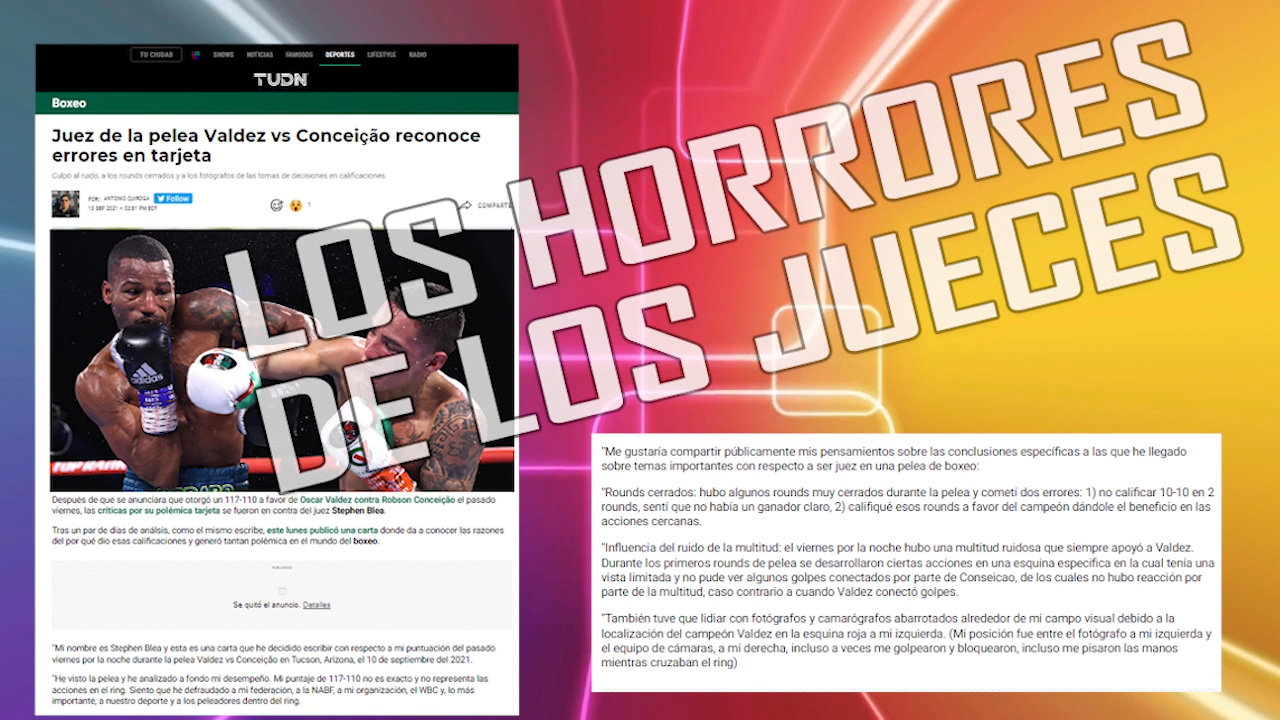 TU CIUDAD SHOWS NOTICIAS FAMOSOS DEPORTES LIFESTYLE RADIO
TUDN
Boxeo
Juez de la pelea Valdez vs Conceição reconoce
errores en tarjeta
Culpó al ruido, a los rounds cerrados y a los fotógrafos de las tomas de decisiones en calificaciones.
POR: ANTONIO QUIROGA Follow
13 SEP 2021 – 02:51 PM EDT
1
COMPARTE
LOS HORRORES
DE LOS JUECES
adidas
TOP RANK
Después de que se anunciara que otorgó un 117-110 a favor de Oscar Valdez contra Robson Conceição el pasado
viernes, las críticas por su polémica tarjeta se fueron en contra del juez Stephen Blea.
Tras un par de días de análsis, como el mismo escribe, este lunes publicó una carta donde da a conocer las razones
del por qué dio esas calificaciones y generó tantan polémica en el mundo del boxeo.
Se quitó el anuncio. Detalles
"Mi nombre es Stephen Blea y esta es una carta que he decidido escribir con respecto a mi puntuación del pasado
viernes por la noche durante la pelea Valdez vs Conceição en Tucson, Arizona, el 10 de septiembre del 2021.
"He visto la pelea y he analizado a fondo mi desempeño. Mi puntaje de 117-110 no es exacto y no representa las
acciones en el ring. Siento que he defraudado a mi federación, a la NABF, a mi organización, el WBC y, lo más
importante, a nuestro deporte y a los peleadores dentro del ring.
"Me gustaría compartir públicamente mis pensamientos sobre las conclusiones específicas a las que he llegado
sobre temas importantes con respecto a ser juez en una pelea de boxeo:
"Rounds cerrados: hubo algunos rounds muy cerrados durante la pelea y cometí dos errores: 1) no calificar 10-10 en 2
rounds, sentí que no había un ganador claro, 2) califiqué esos rounds a favor del campeón dándole el beneficio en las
acciones cercanas.
"Influencia del ruido de la multitud: el viernes por la noche hubo una multitud ruidosa que siempre apoyó a Valdez.
Durante los primeros rounds de pelea se desarrollaron ciertas acciones en una esquina especifica en la cual tenía una
vista limitada y no pude ver algunos golpes conectados por parte de Conseicao, de los cuales no hubo reacción por
parte de la multitud, caso contrario a cuando Valdez conectó golpes.
"También tuve que lidiar con fotógrafos y camarógrafos abarrotados alrededor de mi campo visual debido a la
localización del campeón Valdez en la esquina roja a mi izquierda. (Mi posición fue entre el fotógrafo a mi izquierda y
el equipo de cámaras, a mi derecha, incluso a veces me golpearon y bloquearon, incluso me pisaron las manos
mientras cruzaban el ring)